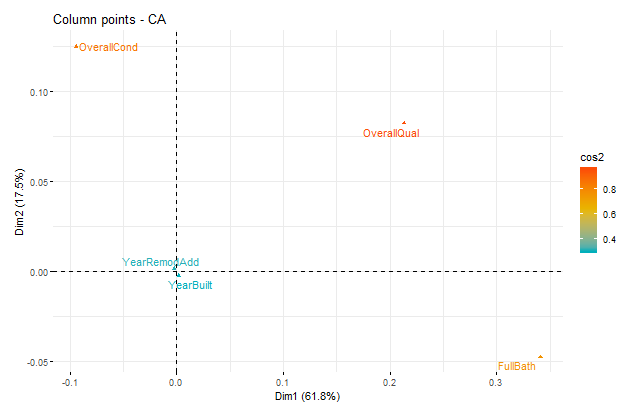 Column points - CA
OverallCond
0.10
OverallQual
cos2
0.8
0.6
0.4
0.05
Dim2 (17.5%)
YearRemodAdd
0.00
YearBuilt
FullBath
-0.05
-0.1
0.0
0.1
0.2
0.3
Dim1 (61.8%)